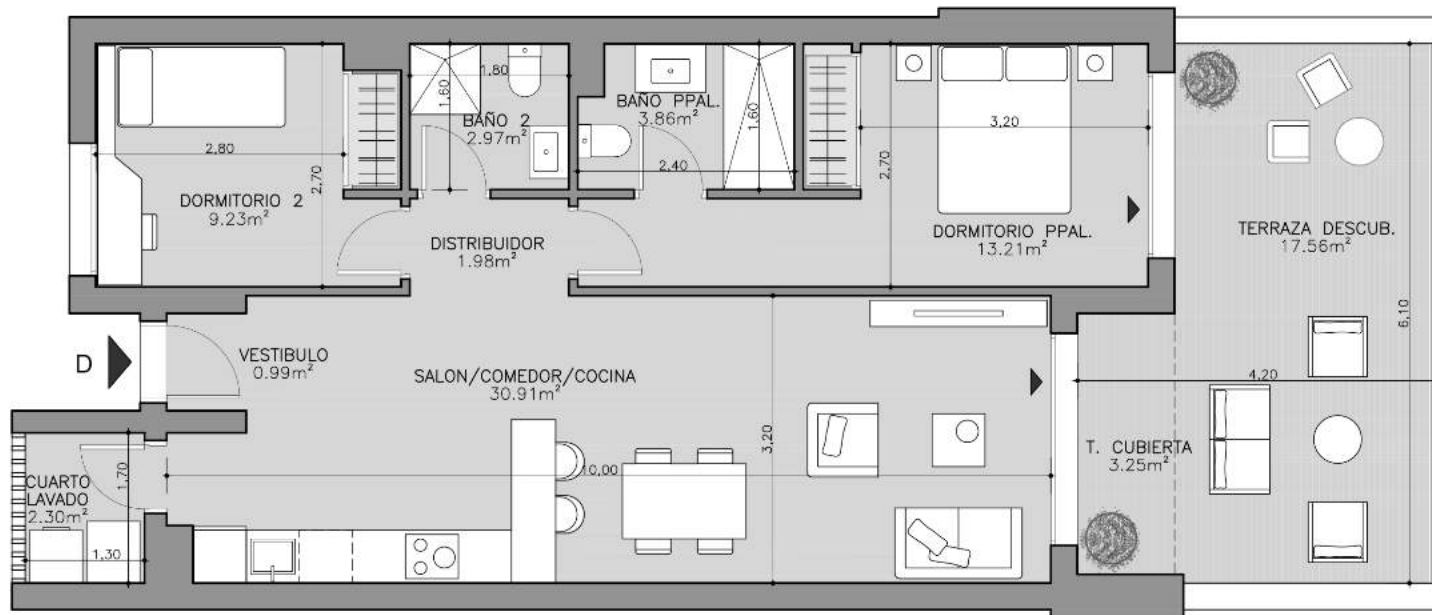 1,80
1,60
BAÑO 2
2.97m²
BAÑO PPAL.
3.86m²
1,60
2,40
3,20
2,80
2,70
DORMITORIO 2
9.23m²
DISTRIBUIDOR
1.98m²
2,70
DORMITORIO PPAL.
13.21m²
TERRAZA DESCUB.
17.56m²
6,10
D
VESTIBULO
0.99m²
SALON/COMEDOR/COCINA
30.91m²
4,20
3,20
10,00
T. CUBIERTA
3.25m²
CUARTO
LAVADO
2.30m²
1,70
1,30